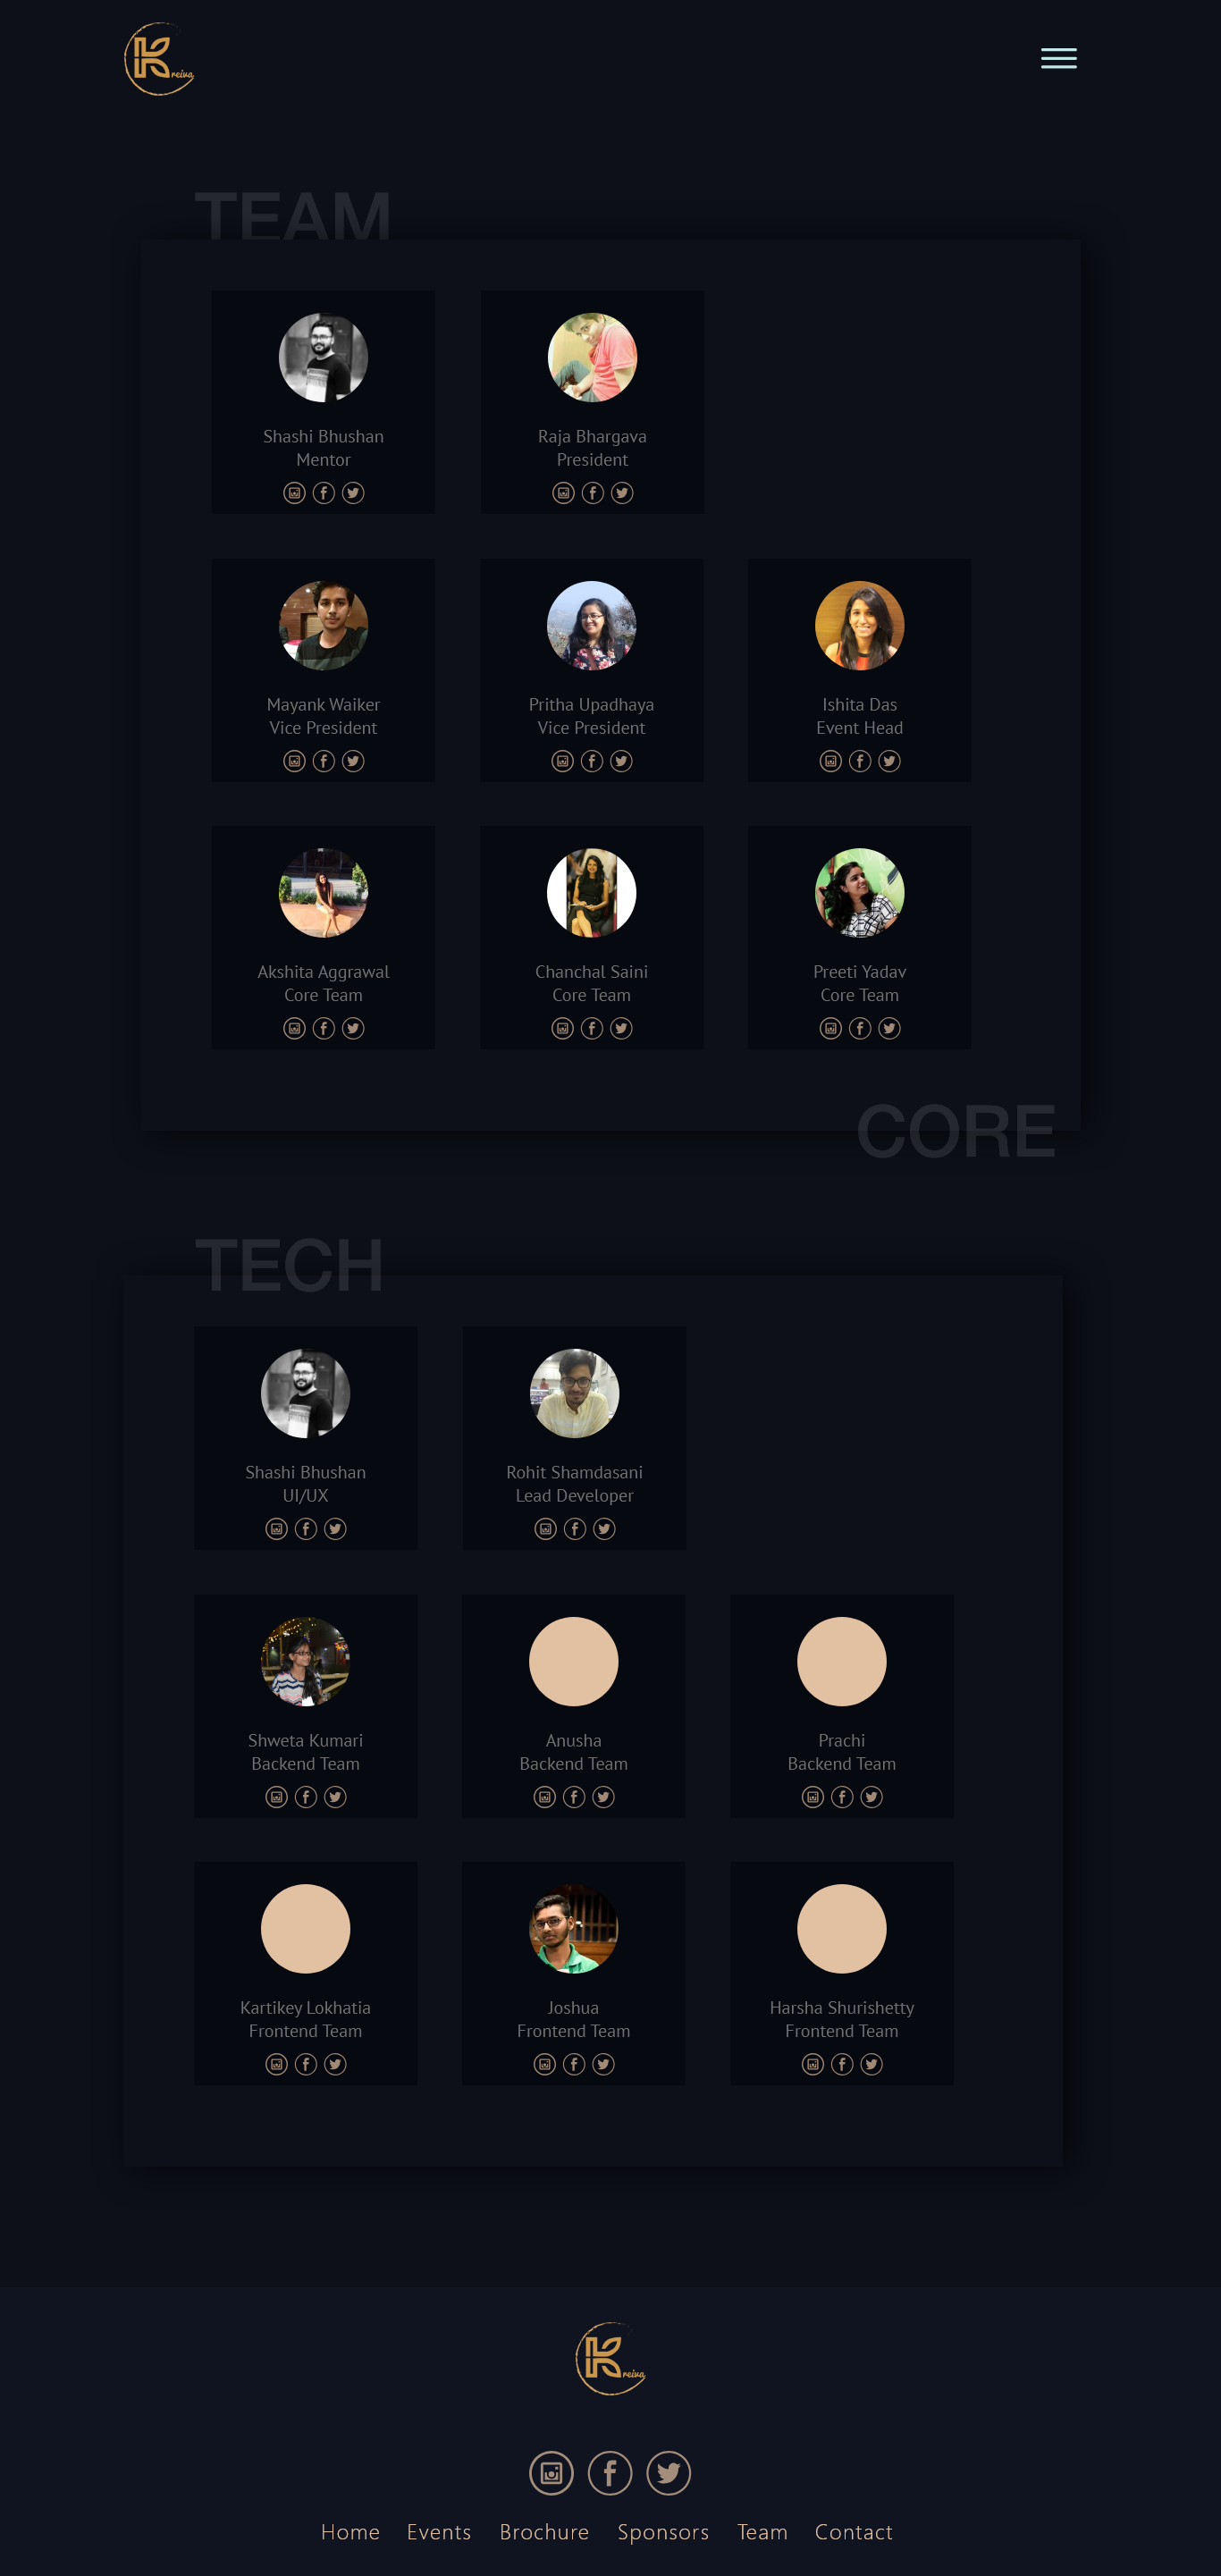 Kreiva
TEAM
Shashi Bhushan
Mentor
Raja Bhargava
President
Mayank Waiker
Vice President
Pritha Upadhaya
Vice President
Ishita Das
Event Head
Akshita Aggrawal
Core Team
Chanchal Saini
Core Team
Preeti Yadav
Core Team
CORE
TECH
Shashi Bhushan
UI/UX
Rohit Shamdasani
Lead Developer
Shweta Kumari
Backend Team
Anusha
Backend Team
Prachi
Backend Team
Kartikey Lokhatia
Frontend Team
Joshua
Frontend Team
Harsha Shurishetty
Frontend Team
Kreiva
Home Events Brochure Sponsors Team Contact